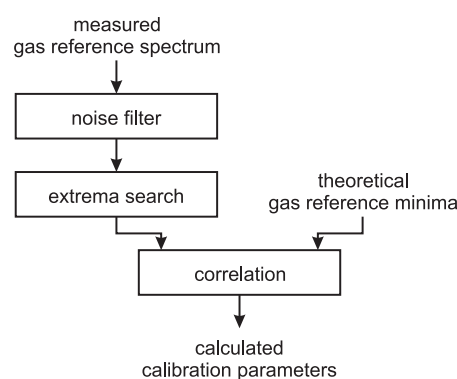 measured
gas reference spectrum
noise filter
extrema search
theoretical
gas reference minima
correlation
calculated
calibration parameters